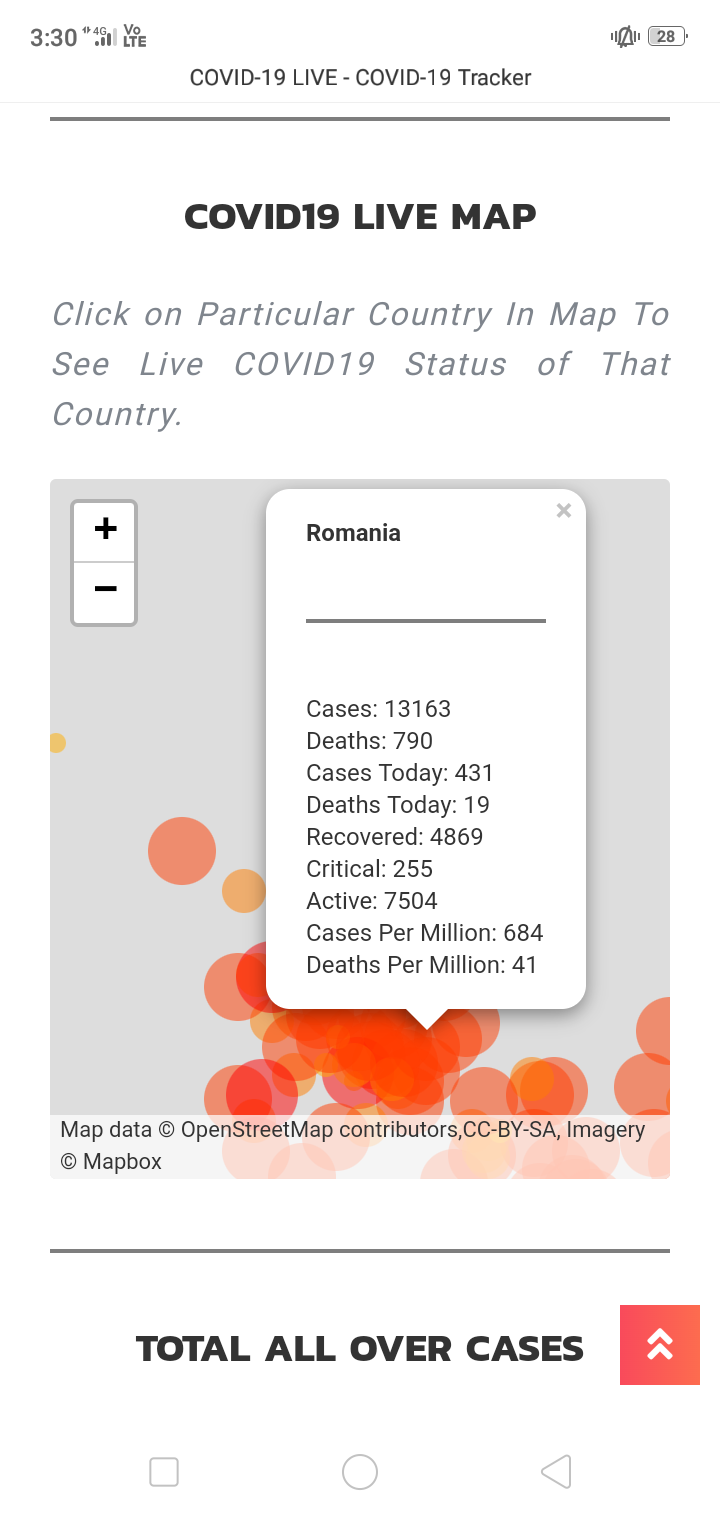 3:30 4G Vo LTE 28
COVID-19 LIVE - COVID-19 Tracker
COVID19 LIVE MAP
Click on Particular Country In Map To
See Live COVID19 Status of That
Country.
+
−
Romania ×
Cases: 13163
Deaths: 790
Cases Today: 431
Deaths Today: 19
Recovered: 4869
Critical: 255
Active: 7504
Cases Per Million: 684
Deaths Per Million: 41
Map data © OpenStreetMap contributors,CC-BY-SA, Imagery
© Mapbox
TOTAL ALL OVER CASES